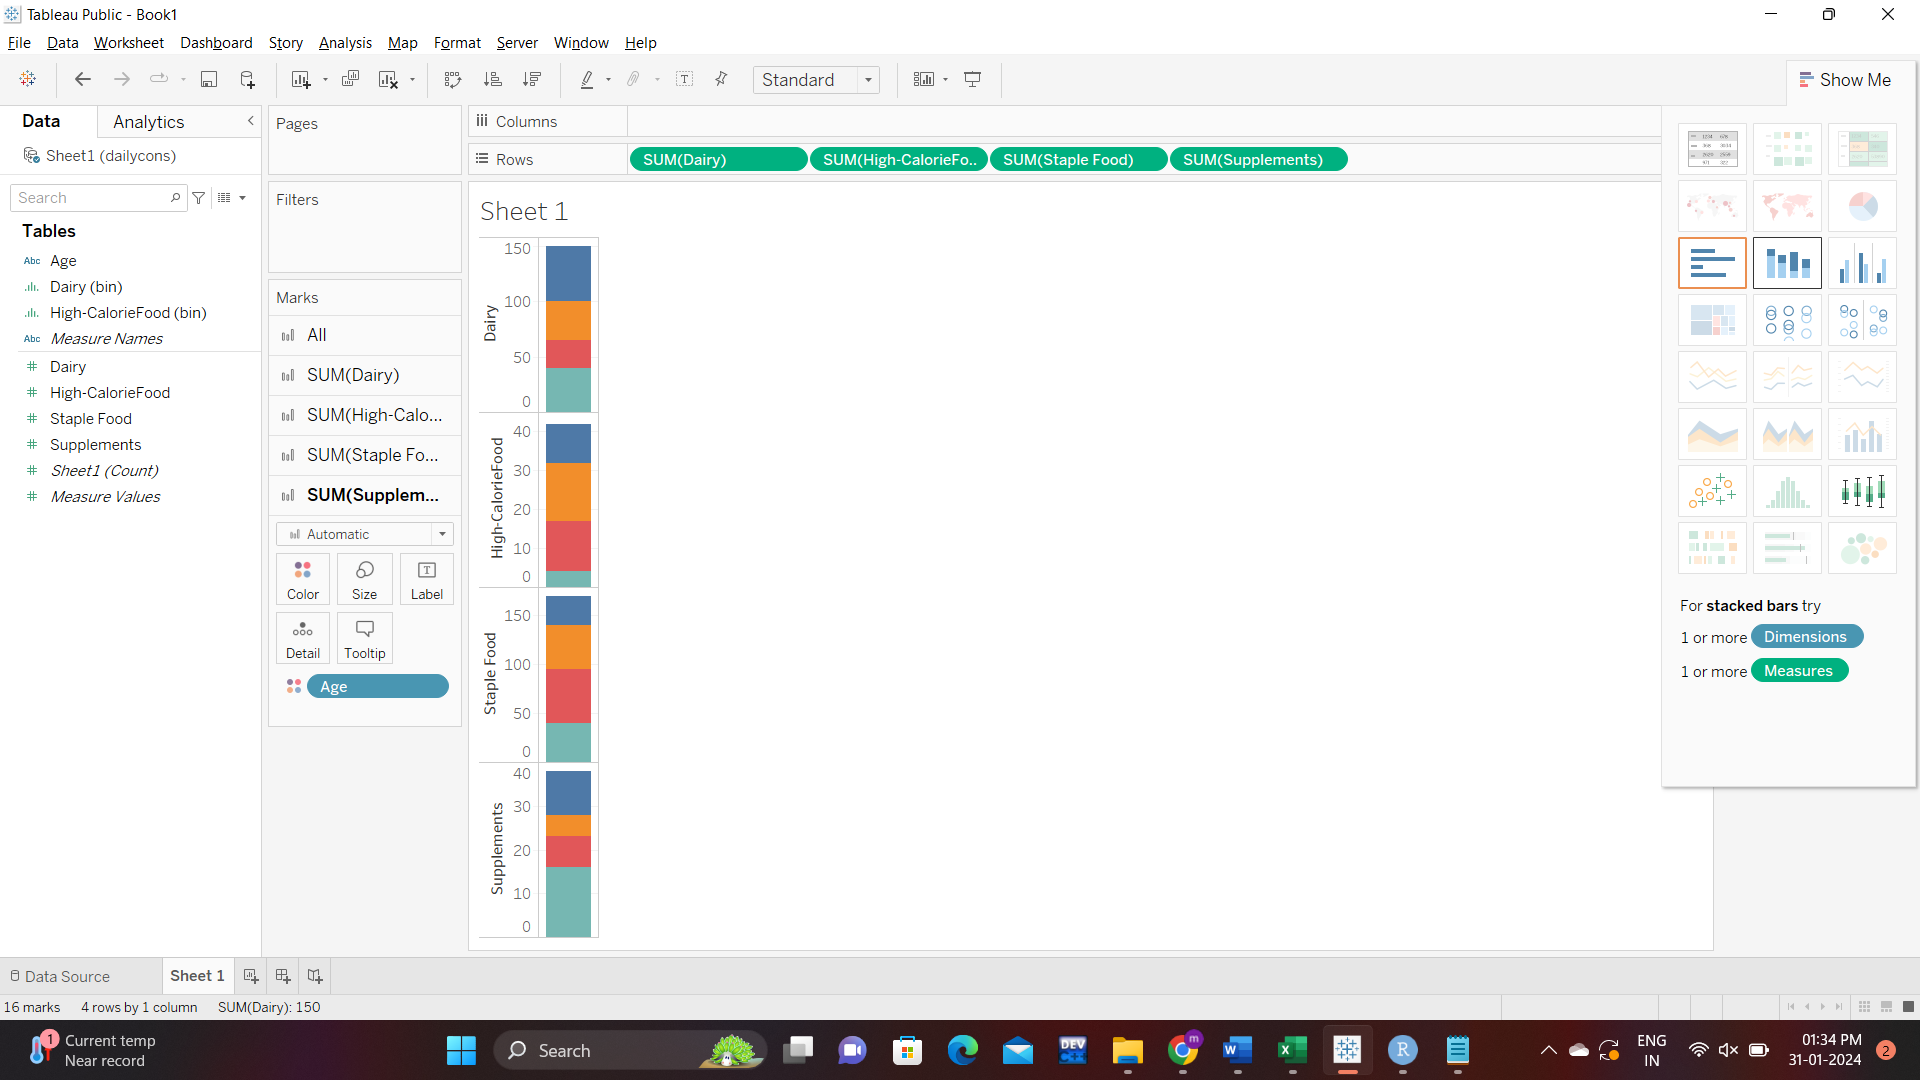 Tableau Public - Book1
File Data Worksheet Dashboard Story Analysis Map Format Server Window Help
Standard
Show Me
Data Analytics
Sheet1 (dailycons)
Search
Tables
Abc Age
Dairy (bin)
High-CalorieFood (bin)
Abc Measure Names
Dairy
High-CalorieFood
Staple Food
Supplements
Sheet1 (Count)
Measure Values
Pages
Filters
Marks
All
SUM(Dairy)
SUM(High-Calo...
SUM(Staple Fo...
SUM(Supplem...
Automatic
Color Size Label
Detail Tooltip
Age
Columns
Rows SUM(Dairy) SUM(High-CalorieFo.. SUM(Staple Food) SUM(Supplements)
Sheet 1
Dairy
150
100
50
0
High-CalorieFood
40
30
20
10
0
Staple Food
150
100
50
0
Supplements
40
30
20
10
0
For stacked bars try
1 or more Dimensions
1 or more Measures
Data Source Sheet 1
16 marks 4 rows by 1 column SUM(Dairy): 150
1
Current temp
Near record
Search
DEV
C++
m
W
X
R
ENG
IN
01:34 PM
31-01-2024
2